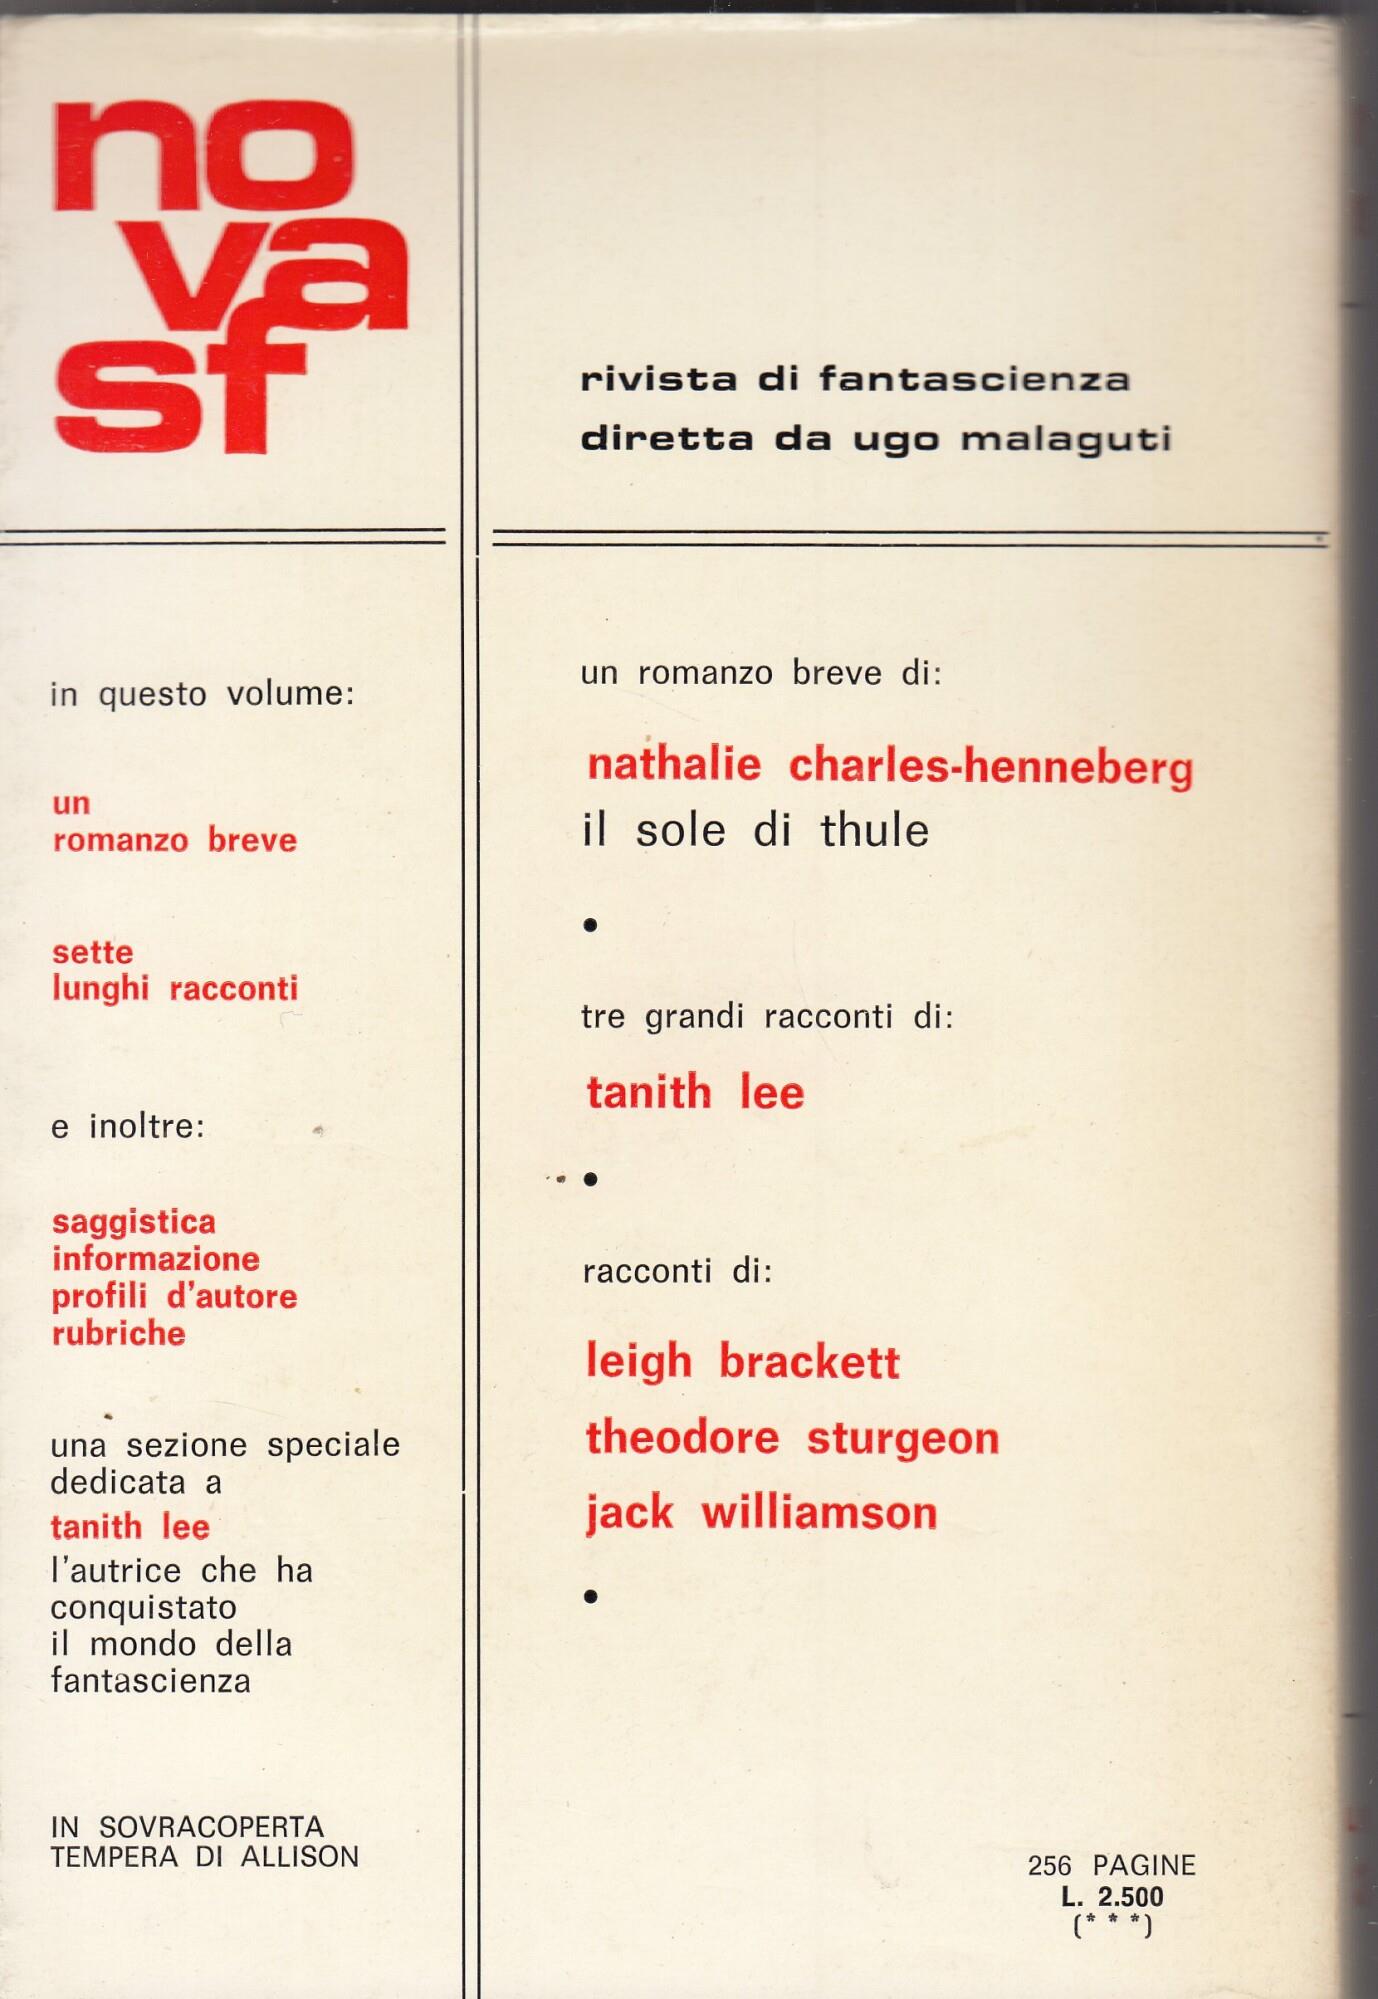 no
va
sf
rivista di fantascienza
diretta da ugo malaguti
in questo volume:
un
romanzo breve
sette
lunghi racconti
e inoltre:
saggistica
informazione
profili d'autore
rubriche
una sezione speciale
dedicata a
tanith lee
l'autrice che ha
conquistato
il mondo della
fantascienza
IN SOVRACOPERTA
TEMPERA DI ALLISON
un romanzo breve di:
nathalie charles-henneberg
il sole di thule
•
tre grandi racconti di:
tanith lee
•
racconti di:
leigh brackett
theodore sturgeon
jack williamson
•
256 PAGINE
L. 2.500
(* * *)